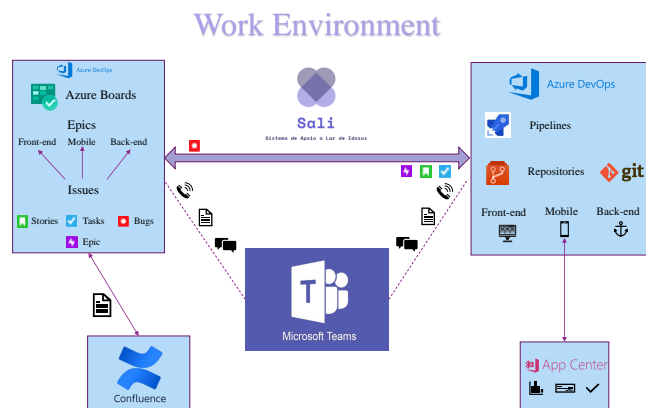 Work Environment
Azure DevOps
Azure Boards
Epics
Front-end Mobile Back-end
Issues
Stories Tasks Bugs
Epic
Sali
Sistema de Apoio a Lar de Idosos
Azure DevOps
Pipelines
Repositories
git
Front-end Mobile Back-end
T
Microsoft Teams
Confluence
App Center